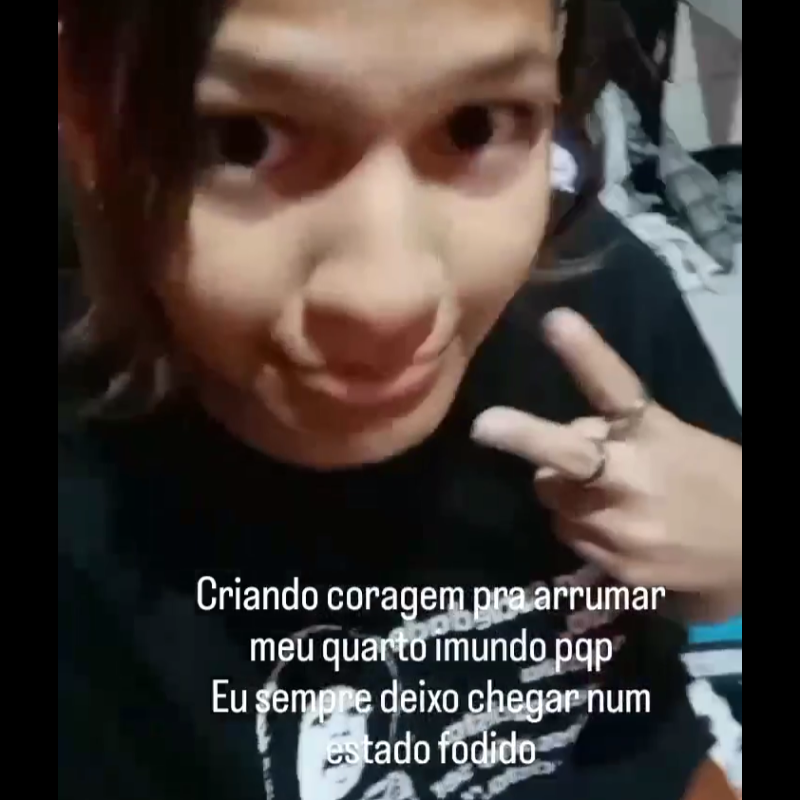 Criando coragem pra arrumar
meu quarto imundo pqp
Eu sempre deixo chegar num
estado fodido